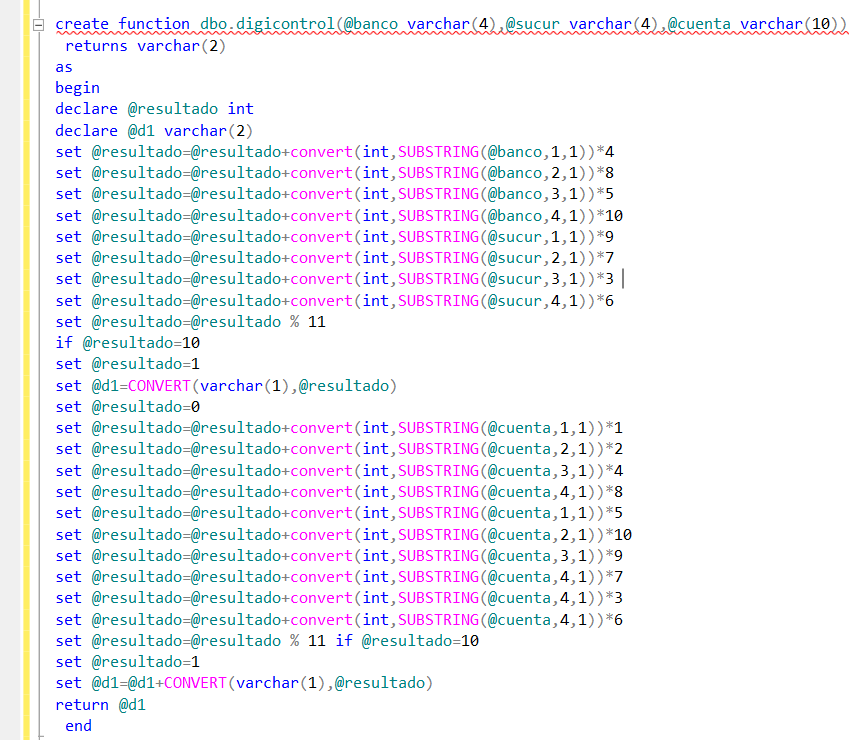 create function dbo.digicontrol(@banco varchar(4),@sucur varchar(4),@cuenta varchar(10))
returns varchar(2)
as
begin
declare @resultado int
declare @d1 varchar(2)
set @resultado=@resultado+convert(int,SUBSTRING(@banco,1,1))*4
set @resultado=@resultado+convert(int,SUBSTRING(@banco,2,1))*8
set @resultado=@resultado+convert(int,SUBSTRING(@banco,3,1))*5
set @resultado=@resultado+convert(int,SUBSTRING(@banco,4,1))*10
set @resultado=@resultado+convert(int,SUBSTRING(@sucur,1,1))*9
set @resultado=@resultado+convert(int,SUBSTRING(@sucur,2,1))*7
set @resultado=@resultado+convert(int,SUBSTRING(@sucur,3,1))*3
set @resultado=@resultado+convert(int,SUBSTRING(@sucur,4,1))*6
set @resultado=@resultado % 11
if @resultado=10
set @resultado=1
set @d1=CONVERT(varchar(1),@resultado)
set @resultado=0
set @resultado=@resultado+convert(int,SUBSTRING(@cuenta,1,1))*1
set @resultado=@resultado+convert(int,SUBSTRING(@cuenta,2,1))*2
set @resultado=@resultado+convert(int,SUBSTRING(@cuenta,3,1))*4
set @resultado=@resultado+convert(int,SUBSTRING(@cuenta,4,1))*8
set @resultado=@resultado+convert(int,SUBSTRING(@cuenta,1,1))*5
set @resultado=@resultado+convert(int,SUBSTRING(@cuenta,2,1))*10
set @resultado=@resultado+convert(int,SUBSTRING(@cuenta,3,1))*9
set @resultado=@resultado+convert(int,SUBSTRING(@cuenta,4,1))*7
set @resultado=@resultado+convert(int,SUBSTRING(@cuenta,4,1))*3
set @resultado=@resultado+convert(int,SUBSTRING(@cuenta,4,1))*6
set @resultado=@resultado % 11 if @resultado=10
set @resultado=1
set @d1=@d1+CONVERT(varchar(1),@resultado)
return @d1
end